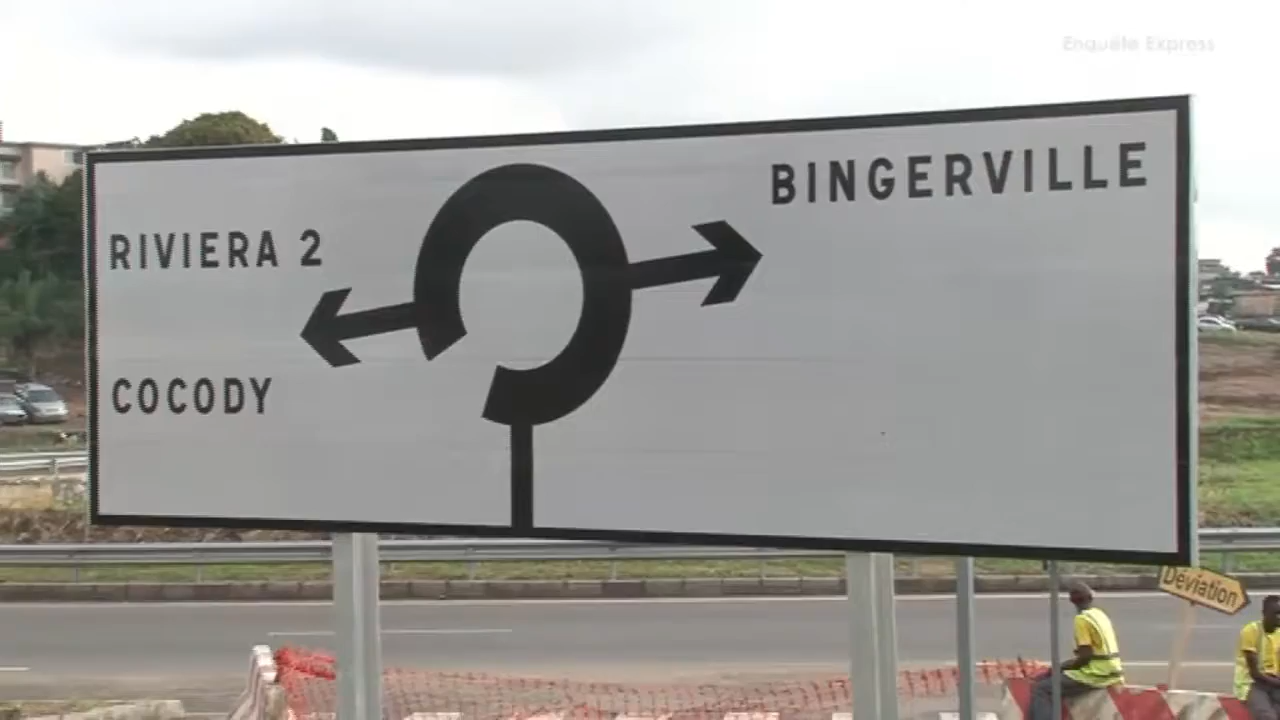 Enquête Express
BINGERVILLE
RIVIERA 2
COCODY
Déviation